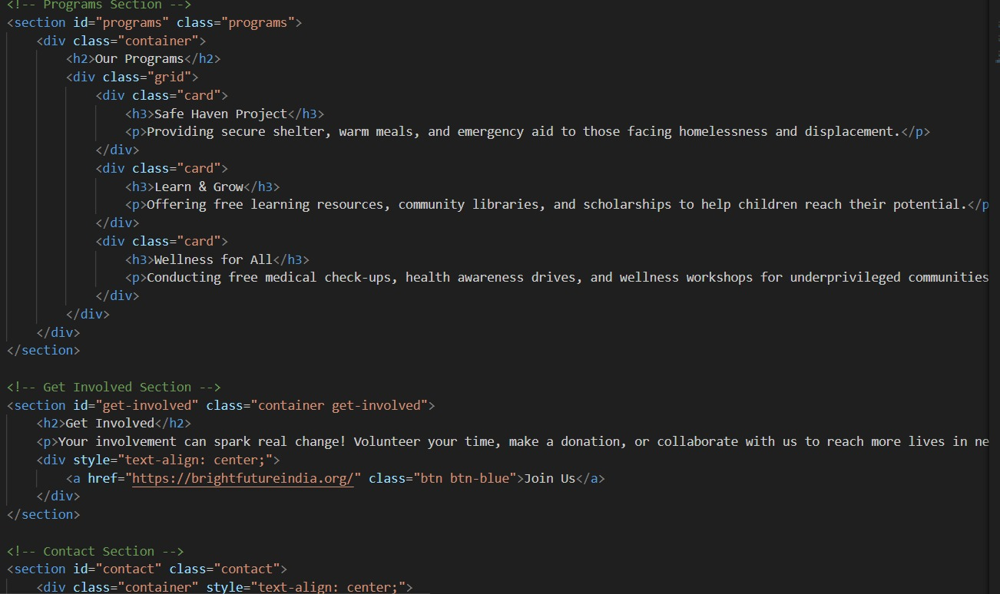 <!-- Programs Section -->
<section id="programs" class="programs">
    <div class="container">
        <h2>Our Programs</h2>
        <div class="grid">
            <div class="card">
                <h3>Safe Haven Project</h3>
                <p>Providing secure shelter, warm meals, and emergency aid to those facing homelessness and displacement.</p>
            </div>
            <div class="card">
                <h3>Learn & Grow</h3>
                <p>Offering free learning resources, community libraries, and scholarships to help children reach their potential.</p
            </div>
            <div class="card">
                <h3>Wellness for All</h3>
                <p>Conducting free medical check-ups, health awareness drives, and wellness workshops for underprivileged communities
            </div>
        </div>
    </div>
</section>

<!-- Get Involved Section -->
<section id="get-involved" class="container get-involved">
    <h2>Get Involved</h2>
    <p>Your involvement can spark real change! Volunteer your time, make a donation, or collaborate with us to reach more lives in ne
    <div style="text-align: center;">
        <a href="https://brightfutureindia.org/" class="btn btn-blue">Join Us</a>
    </div>
</section>

<!-- Contact Section -->
<section id="contact" class="contact">
    <div class="container" style="text-align: center;">